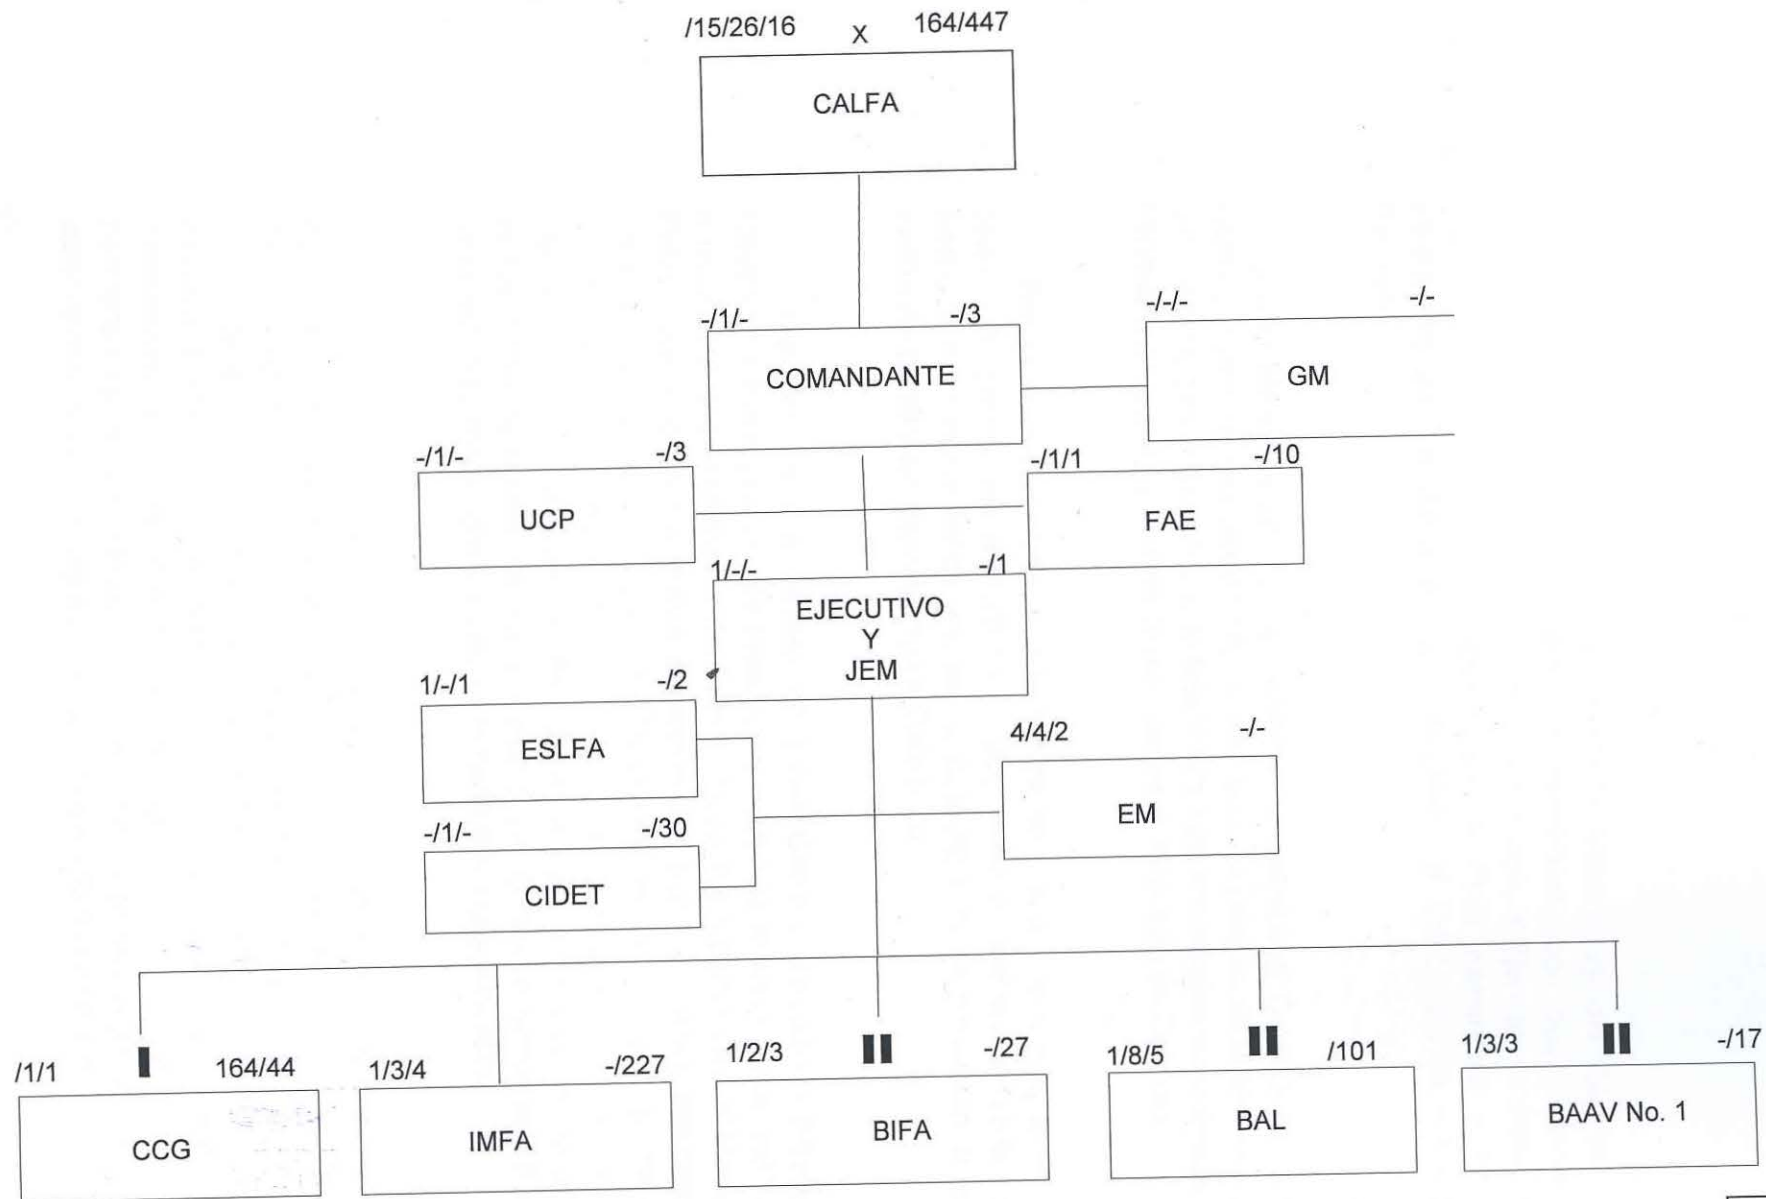 /15/26/16 X 164/447
CALFA
-/1/- -/3
COMANDANTE
-/-/- -/-
GM
-/1/- -/3
UCP
-/1/1 -/10
FAE
1/-/- -/1
EJECUTIVO
Y
JEM
1/-/1 -/2
ESLFA
4/4/2 -/-
EM
-/1/- -/30
CIDET
/1/1 164/44
CCG
1/3/4 -/227
IMFA
1/2/3 -/27
BIFA
1/8/5 /101
BAL
1/3/3 -/17
BAAV No. 1